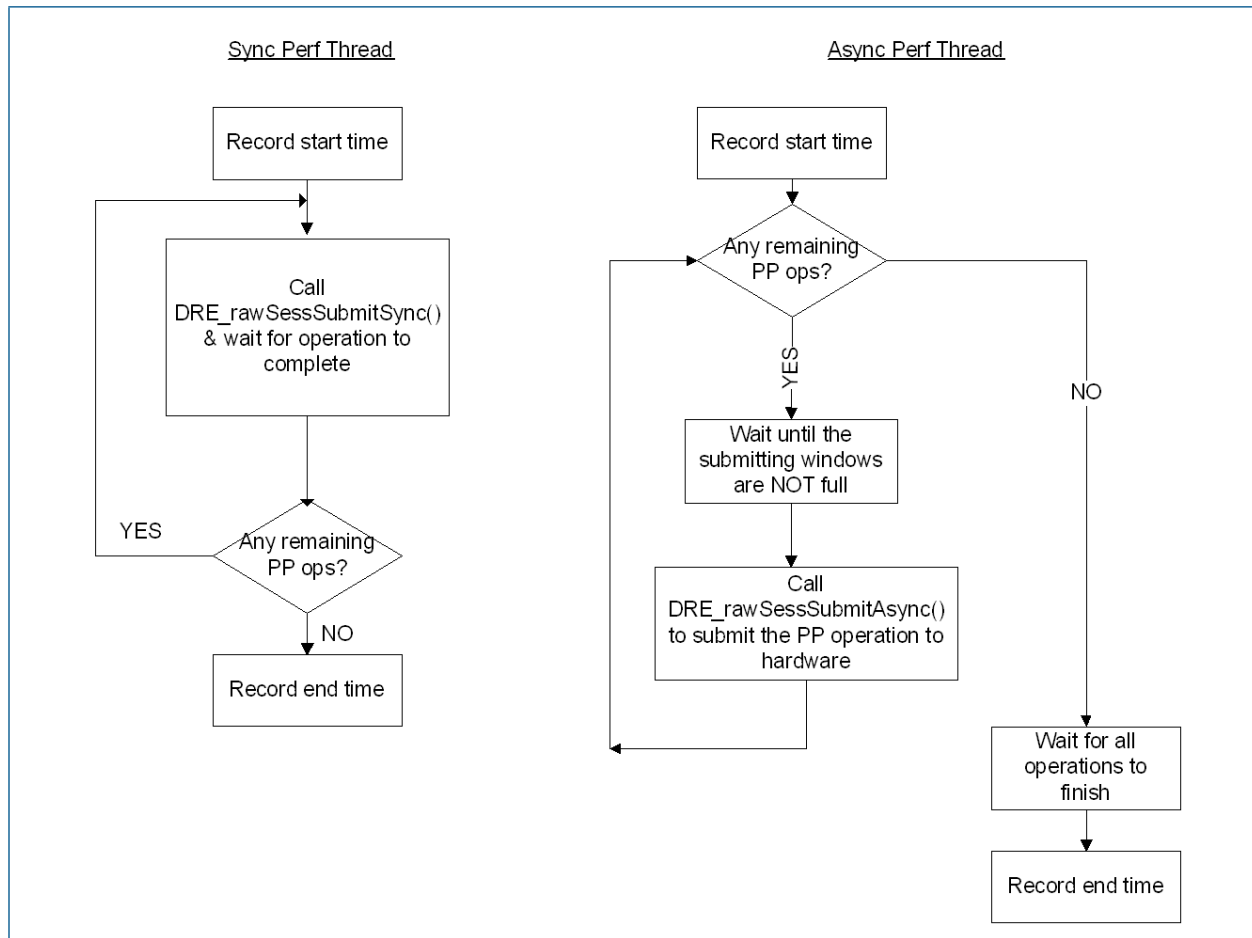 Sync Perf Thread
Record start time
Call
DRE_rawSessSubmitSync()
& wait for operation to
complete
YES
Any remaining
PP ops?
NO
Record end time
Async Perf Thread
Record start time
Any remaining
PP ops?
YES
NO
Wait until the
submitting windows
are NOT full
Call
DRE_rawSessSubmitAsync()
to submit the PP operation to
hardware
Wait for all
operations to
finish
Record end time